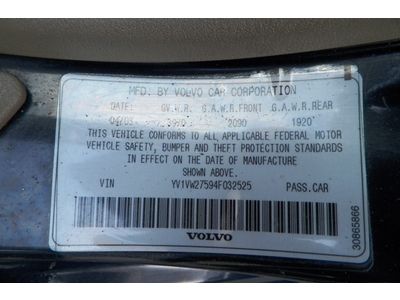 MFD. BY VOLVO CAR CORPORATION
DATE: G.V.W.R. G.A.W.R.FRONT G.A.W.R.REAR
04/03 2090 1920
THIS VEHICLE CONFORMS TO ALL APPLICABLE FEDERAL MOTOR
VEHICLE SAFETY, BUMPER AND THEFT PROTECTION STANDARDS
IN EFFECT ON THE DATE OF MANUFACTURE
SHOWN ABOVE.
VIN YV1VW27594F032525 PASS.CAR
VOLVO
30865866